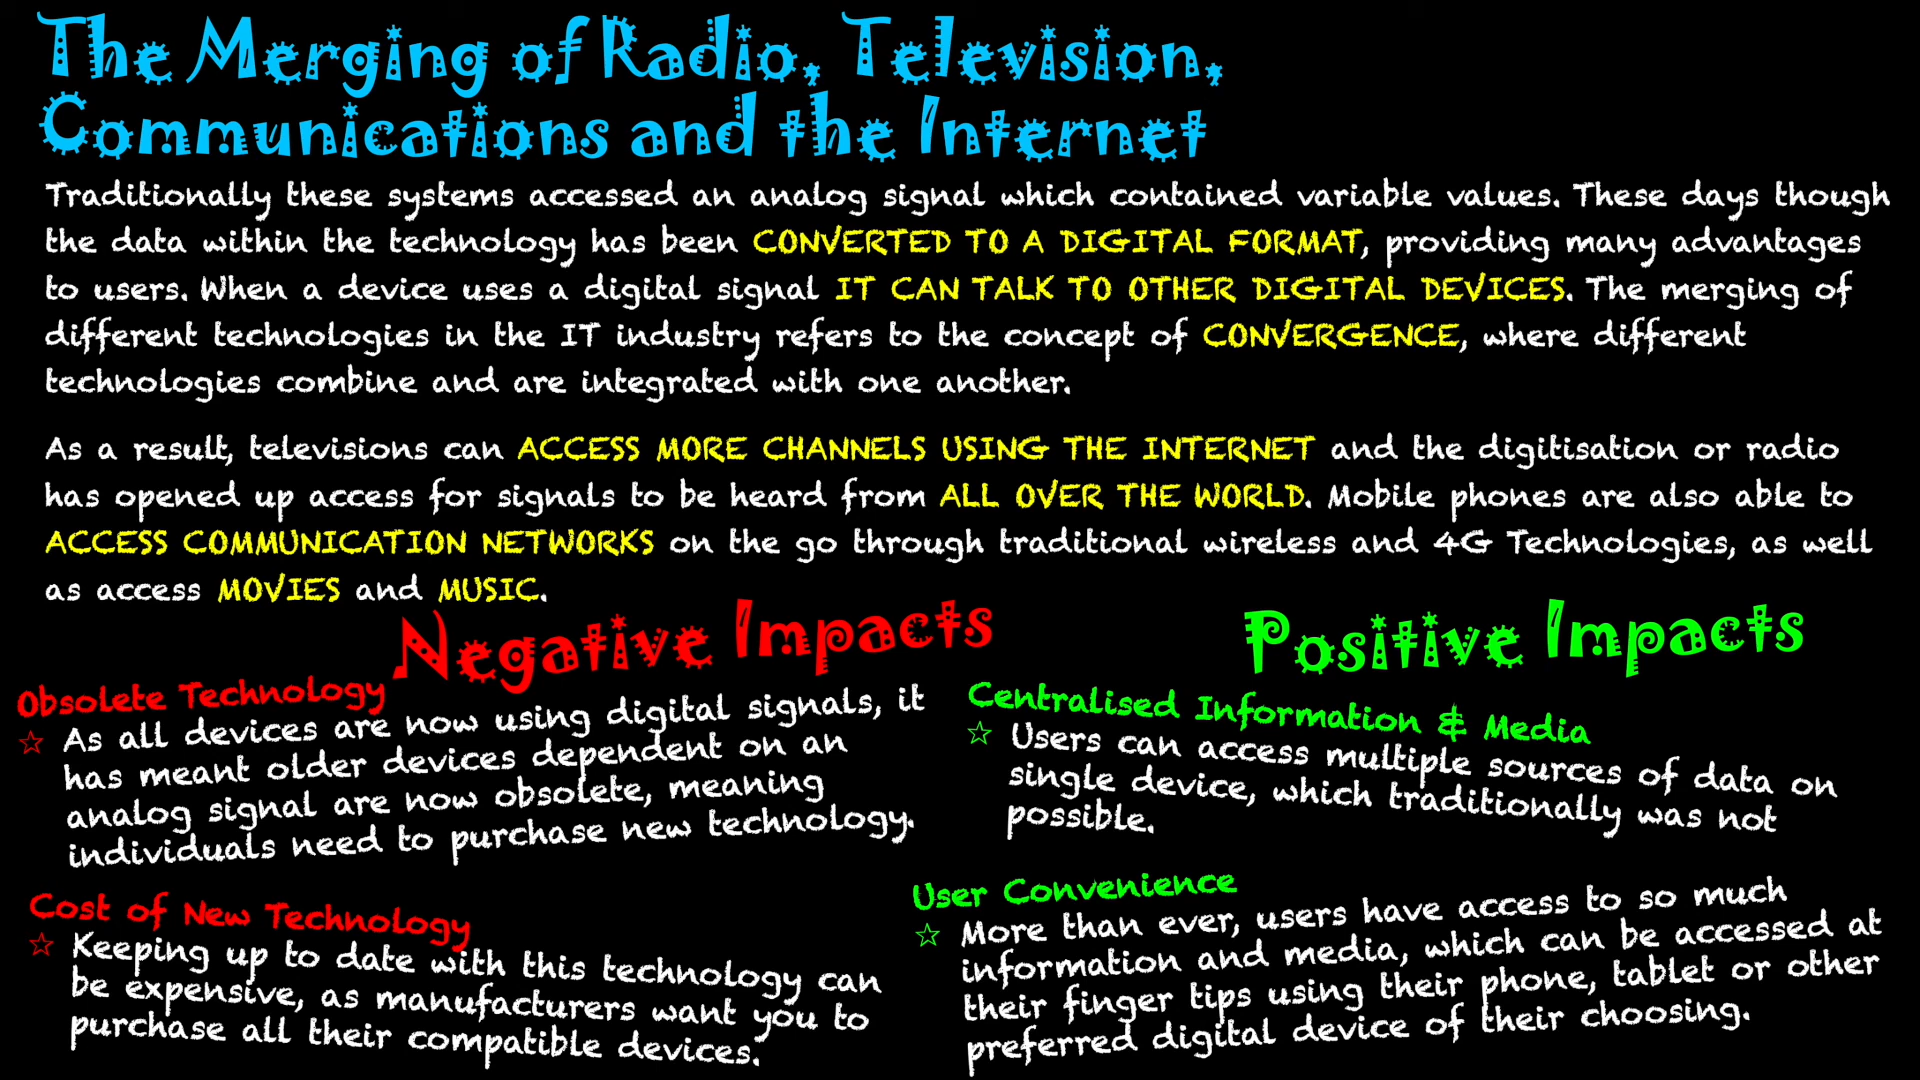 The Merging of Radio, Television,
Communications and the Internet
Traditionally these systems accessed an analog signal which contained variable values. These days though
the data within the technology has been CONVERTED TO A DIGITAL FORMAT, providing many advantages
to users. When a device uses a digital signal IT CAN TALK TO OTHER DIGITAL DEVICES. The merging of
different technologies in the IT industry refers to the concept of CONVERGENCE, where different
technologies combine and are integrated with one another.
As a result, televisions can ACCESS MORE CHANNELS USING THE INTERNET and the digitisation or radio
has opened up access for signals to be heard from ALL OVER THE WORLD. Mobile phones are also able to
ACCESS COMMUNICATION NETWORKS on the go through traditional wireless and 4G Technologies, as well
as access MOVIES and MUSIC.
Negative Impacts
Obsolete Technology
☆ As all devices are now using digital signals, it
has meant older devices dependent on an
analog signal are now obsolete, meaning
individuals need to purchase new technology.
Cost of New Technology
☆ Keeping up to date with this technology can
be expensive, as manufacturers want you to
purchase all their compatible devices.
Positive Impacts
Centralised Information & Media
☆ Users can access multiple sources of data on
single device, which traditionally was not
possible.
User Convenience
☆ More than ever, users have access to so much
information and media, which can be accessed at
their finger tips using their phone, tablet or other
preferred digital device of their choosing.